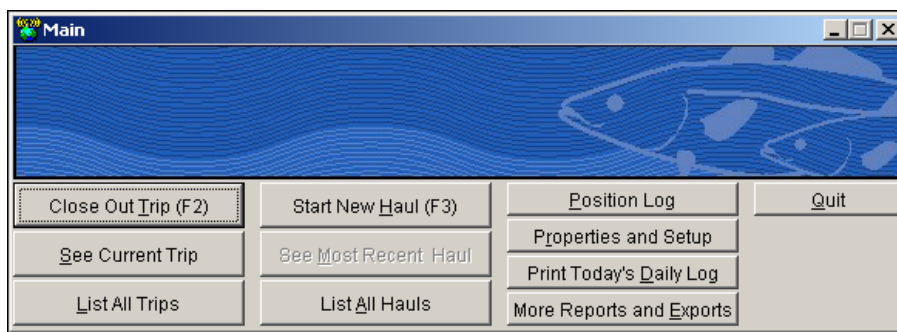 Main
Close Out Trip (F2)
Start New Haul (F3)
Position Log
Quit
See Current Trip
See Most Recent Haul
Properties and Setup
Print Today's Daily Log
List All Trips
List All Hauls
More Reports and Exports